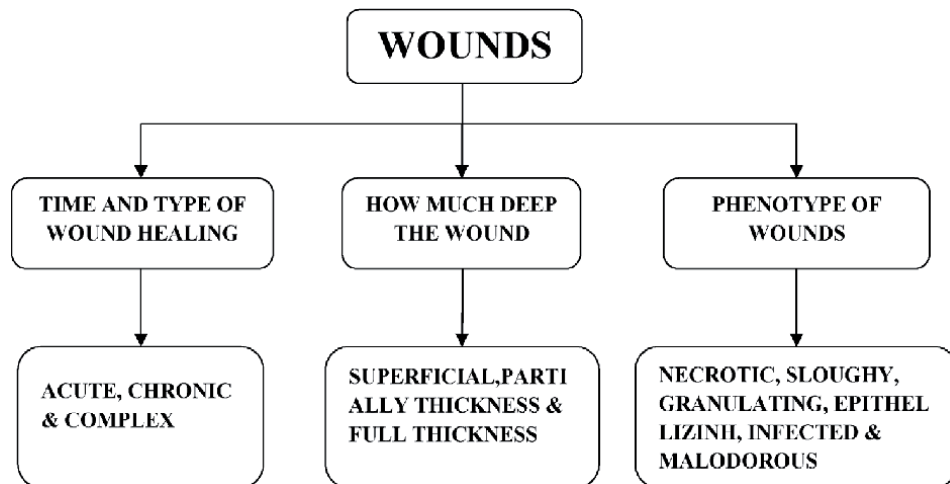 WOUNDS
TIME AND TYPE OF
WOUND HEALING
HOW MUCH DEEP
THE WOUND
PHENOTYPE OF
WOUNDS
ACUTE, CHRONIC
& COMPLEX
SUPERFICIAL,PARTI
ALLY THICKNESS &
FULL THICKNESS
NECROTIC, SLOUGHY,
GRANULATING, EPITHEL
LIZINH, INFECTED &
MALODOROUS